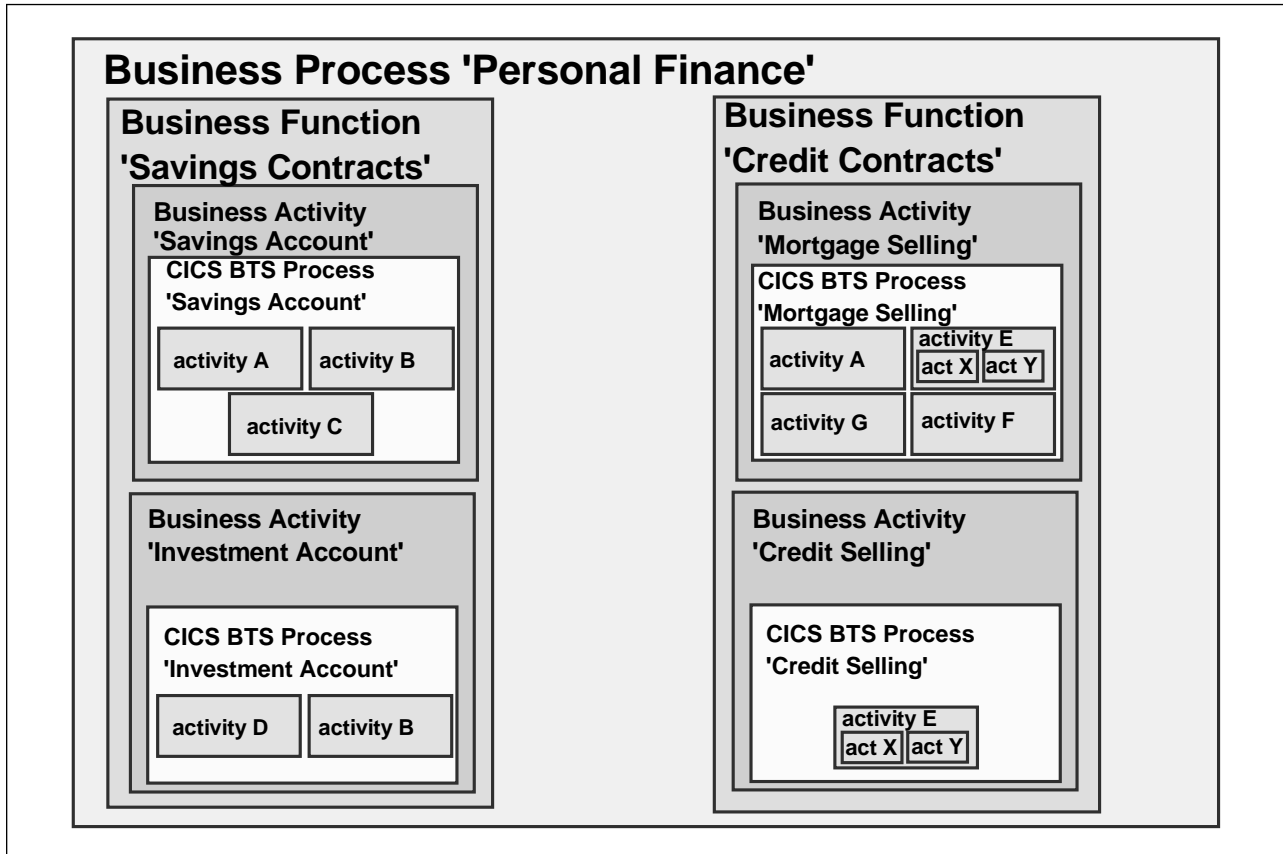 Business Process 'Personal Finance'
Business Function
'Savings Contracts'
Business Activity
'Savings Account'
CICS BTS Process
'Savings Account'
activity A
activity B
activity C
Business Activity
'Investment Account'
CICS BTS Process
'Investment Account'
activity D
activity B
Business Function
'Credit Contracts'
Business Activity
'Mortgage Selling'
CICS BTS Process
'Mortgage Selling'
activity A
activity E
act X
act Y
activity G
activity F
Business Activity
'Credit Selling'
CICS BTS Process
'Credit Selling'
activity E
act X
act Y